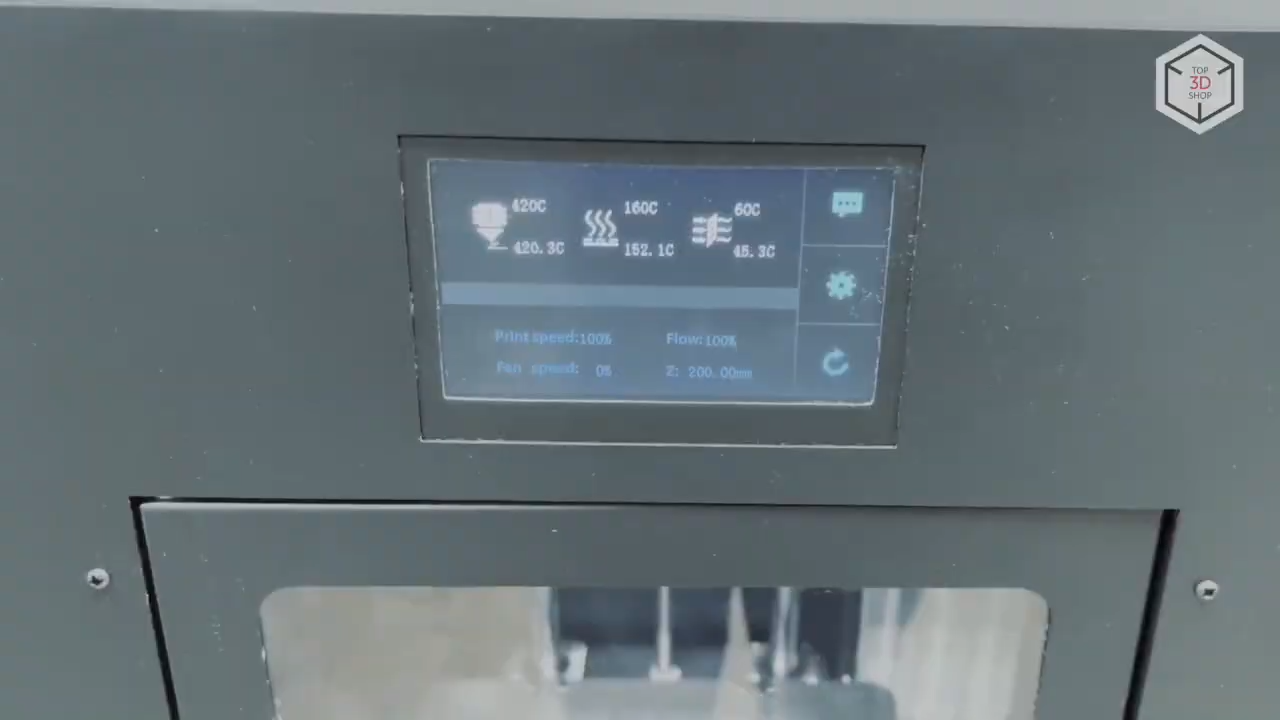 420C 160C 60C
420.3C 152.1C 45.3C
Print speed:100% Flow:100%
Fan speed: 0% Z: 200.00mm
TOP
3D
SHOP